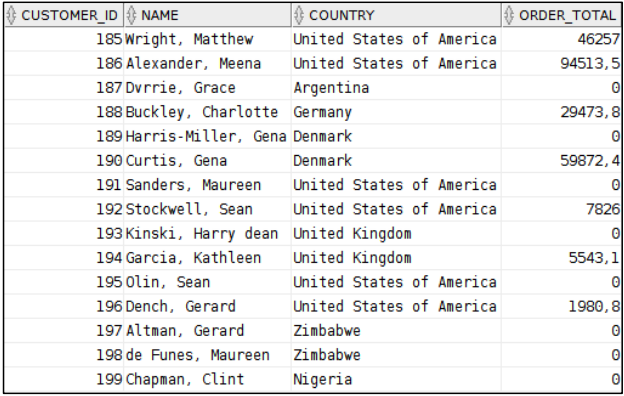 CUSTOMER_ID NAME COUNTRY ORDER_TOTAL
185 Wright, Matthew United States of America 46257
186 Alexander, Meena United States of America 94513,5
187 Dvrrie, Grace Argentina 0
188 Buckley, Charlotte Germany 29473,8
189 Harris-Miller, Gena Denmark 0
190 Curtis, Gena Denmark 59872,4
191 Sanders, Maureen United States of America 0
192 Stockwell, Sean United States of America 7826
193 Kinski, Harry dean United Kingdom 0
194 Garcia, Kathleen United Kingdom 5543,1
195 Olin, Sean United States of America 0
196 Dench, Gerard United States of America 1980,8
197 Altman, Gerard Zimbabwe 0
198 de Funes, Maureen Zimbabwe 0
199 Chapman, Clint Nigeria 0